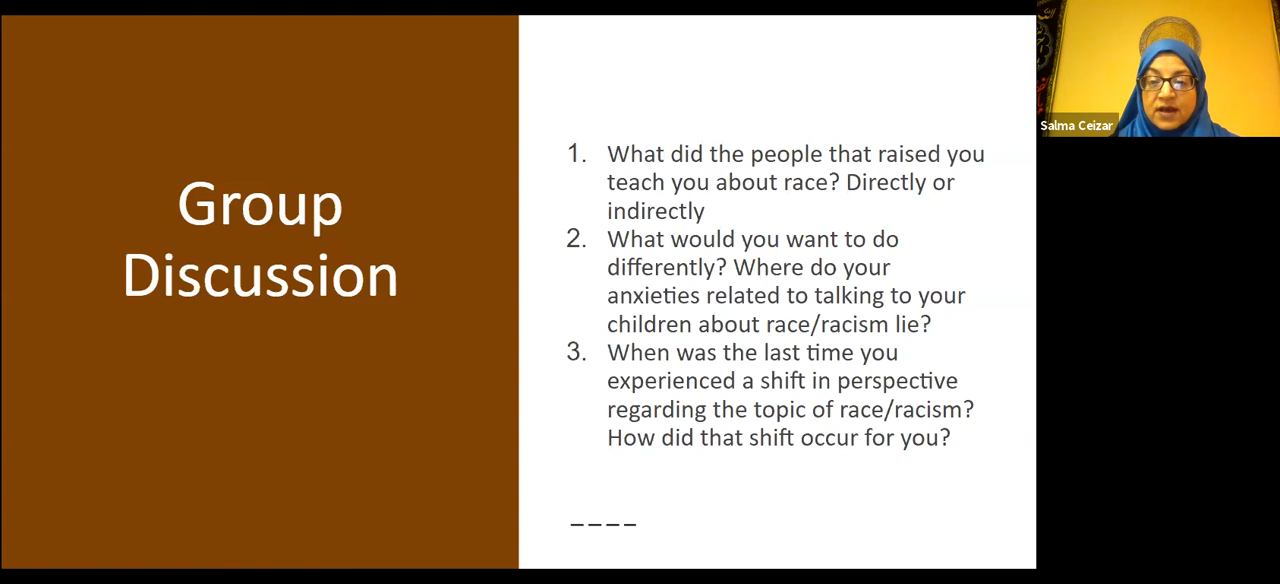 Group
Discussion
1. What did the people that raised you
teach you about race? Directly or
indirectly
2. What would you want to do
differently? Where do your
anxieties related to talking to your
children about race/racism lie?
3. When was the last time you
experienced a shift in perspective
regarding the topic of race/racism?
How did that shift occur for you?
– – – –
Salma Ceizar